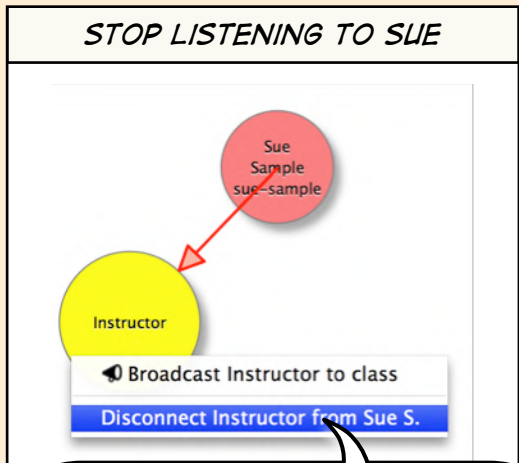 STOP LISTENING TO SUE
Sue
Sample
sue-sample
Instructor
Broadcast Instructor to class
Disconnect Instructor from Sue S.